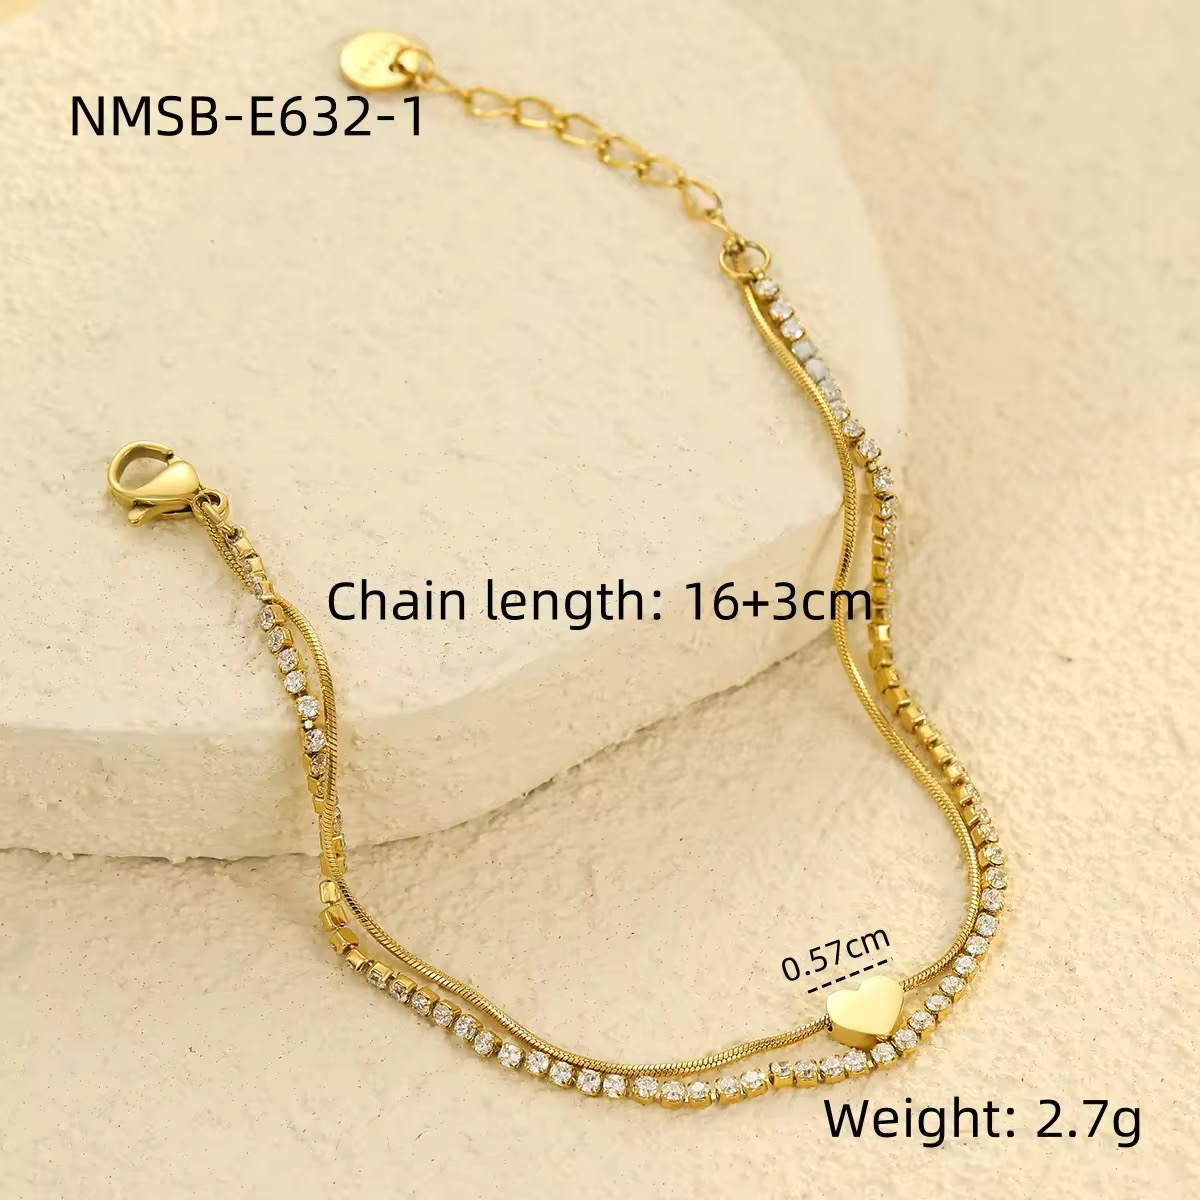 NMSB-E632-1
Chain length: 16+3cm
0.57cm
Weight: 2.7g